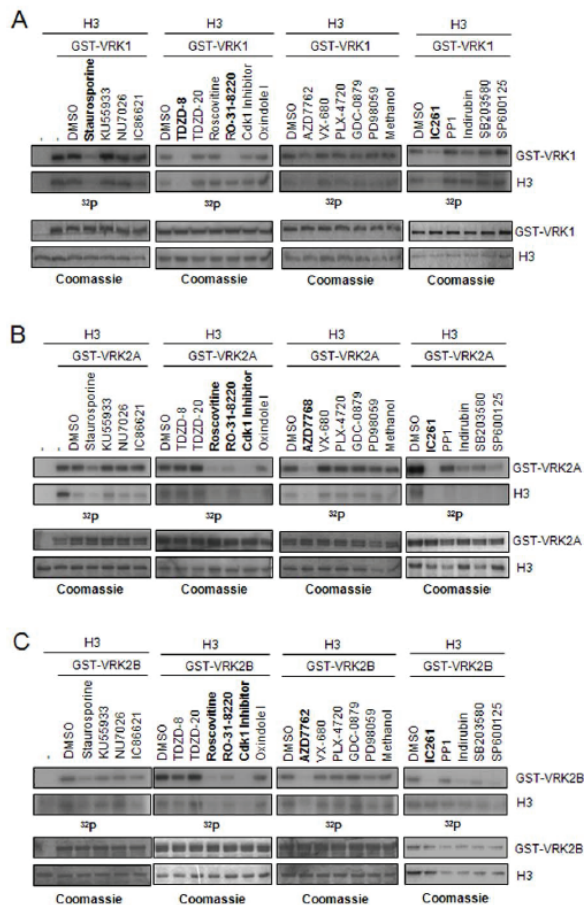 A
H3 H3 H3 H3
GST-VRK1 GST-VRK1 GST-VRK1 GST-VRK1
- - DMSO Staurosporine KU55933 NU7026 IC86621 DMSO TDZD-8 TDZD-20 Roscovitine RO-31-8220 Cdk1 Inhibitor Oxindole I DMSO AZD7762 VX-680 PLX-4720 GDC-0879 PD98059 Methanol DMSO IC261 PP1 Indirubin SB203580 SP600125
GST-VRK1
H3
32P 32P 32P 32P
GST-VRK1
H3
Coomassie Coomassie Coomassie Coomassie
B
H3 H3 H3 H3
GST-VRK2A GST-VRK2A GST-VRK2A GST-VRK2A
- - DMSO Staurosporine KU55933 NU7026 IC86621 DMSO TDZD-8 TDZD-20 Roscovitine RO-31-8220 Cdk1 Inhibitor Oxindole I DMSO AZD7768 VX-680 PLX-4720 GDC-0879 PD98059 Methanol DMSO IC261 PP1 Indirubin SB203580 SP600125
GST-VRK2A
H3
32P 32P 32P 32P
GST-VRK2A
H3
Coomassie Coomassie Coomassie Coomassie
C
H3 H3 H3 H3
GST-VRK2B GST-VRK2B GST-VRK2B GST-VRK2B
- DMSO Staurosporine KU55933 NU7026 IC86621 DMSO TDZD-8 TDZD-20 Roscovitine RO-31-8220 Cdk1 Inhibitor Oxindole I DMSO AZD7762 VX-680 PLX-4720 GDC-0879 PD98059 Methanol DMSO IC261 PP1 Indirubin SB203580 SP600125
GST-VRK2B
H3
32P 32P 32P 32P
GST-VRK2B
H3
Coomassie Coomassie Coomassie Coomassie